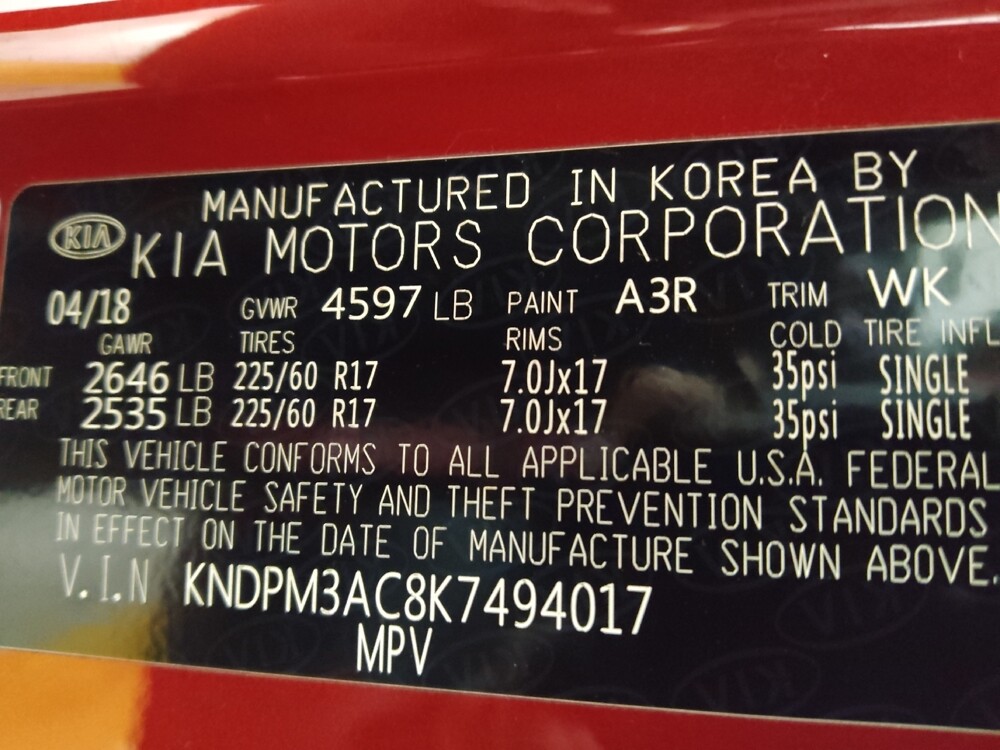 MANUFACTURED IN KOREA BY
KIA KIA MOTORS CORPORATION
04/18 GVWR 4597 LB PAINT A3R TRIM WK
GAWR TIRES RIMS COLD TIRE INFL
FRONT 2646 LB 225/60 R17 7.0Jx17 35psi SINGLE
REAR 2535 LB 225/60 R17 7.0Jx17 35psi SINGLE
THIS VEHICLE CONFORMS TO ALL APPLICABLE U.S.A. FEDERAL
MOTOR VEHICLE SAFETY AND THEFT PREVENTION STANDARDS
IN EFFECT ON THE DATE OF MANUFACTURE SHOWN ABOVE.
V.I.N KNDPM3AC8K7494017
MPV